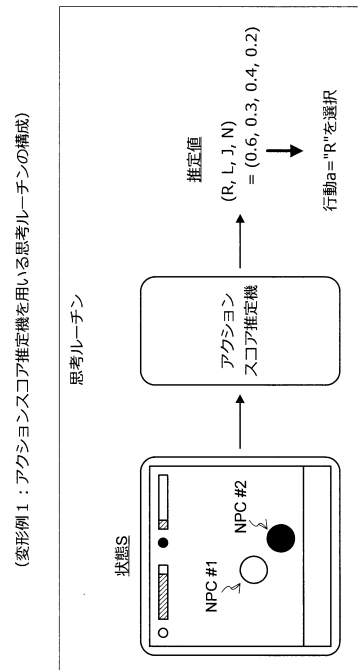 (変形例1：アクションスコア推定機を用いる思考ルーチンの構成)
思考ルーチン
状態S
NPC #1
NPC #2
アクション
スコア推定機
推定値
(R, L, J, N)
= (0.6, 0.3, 0.4, 0.2)
行動a="R"を選択